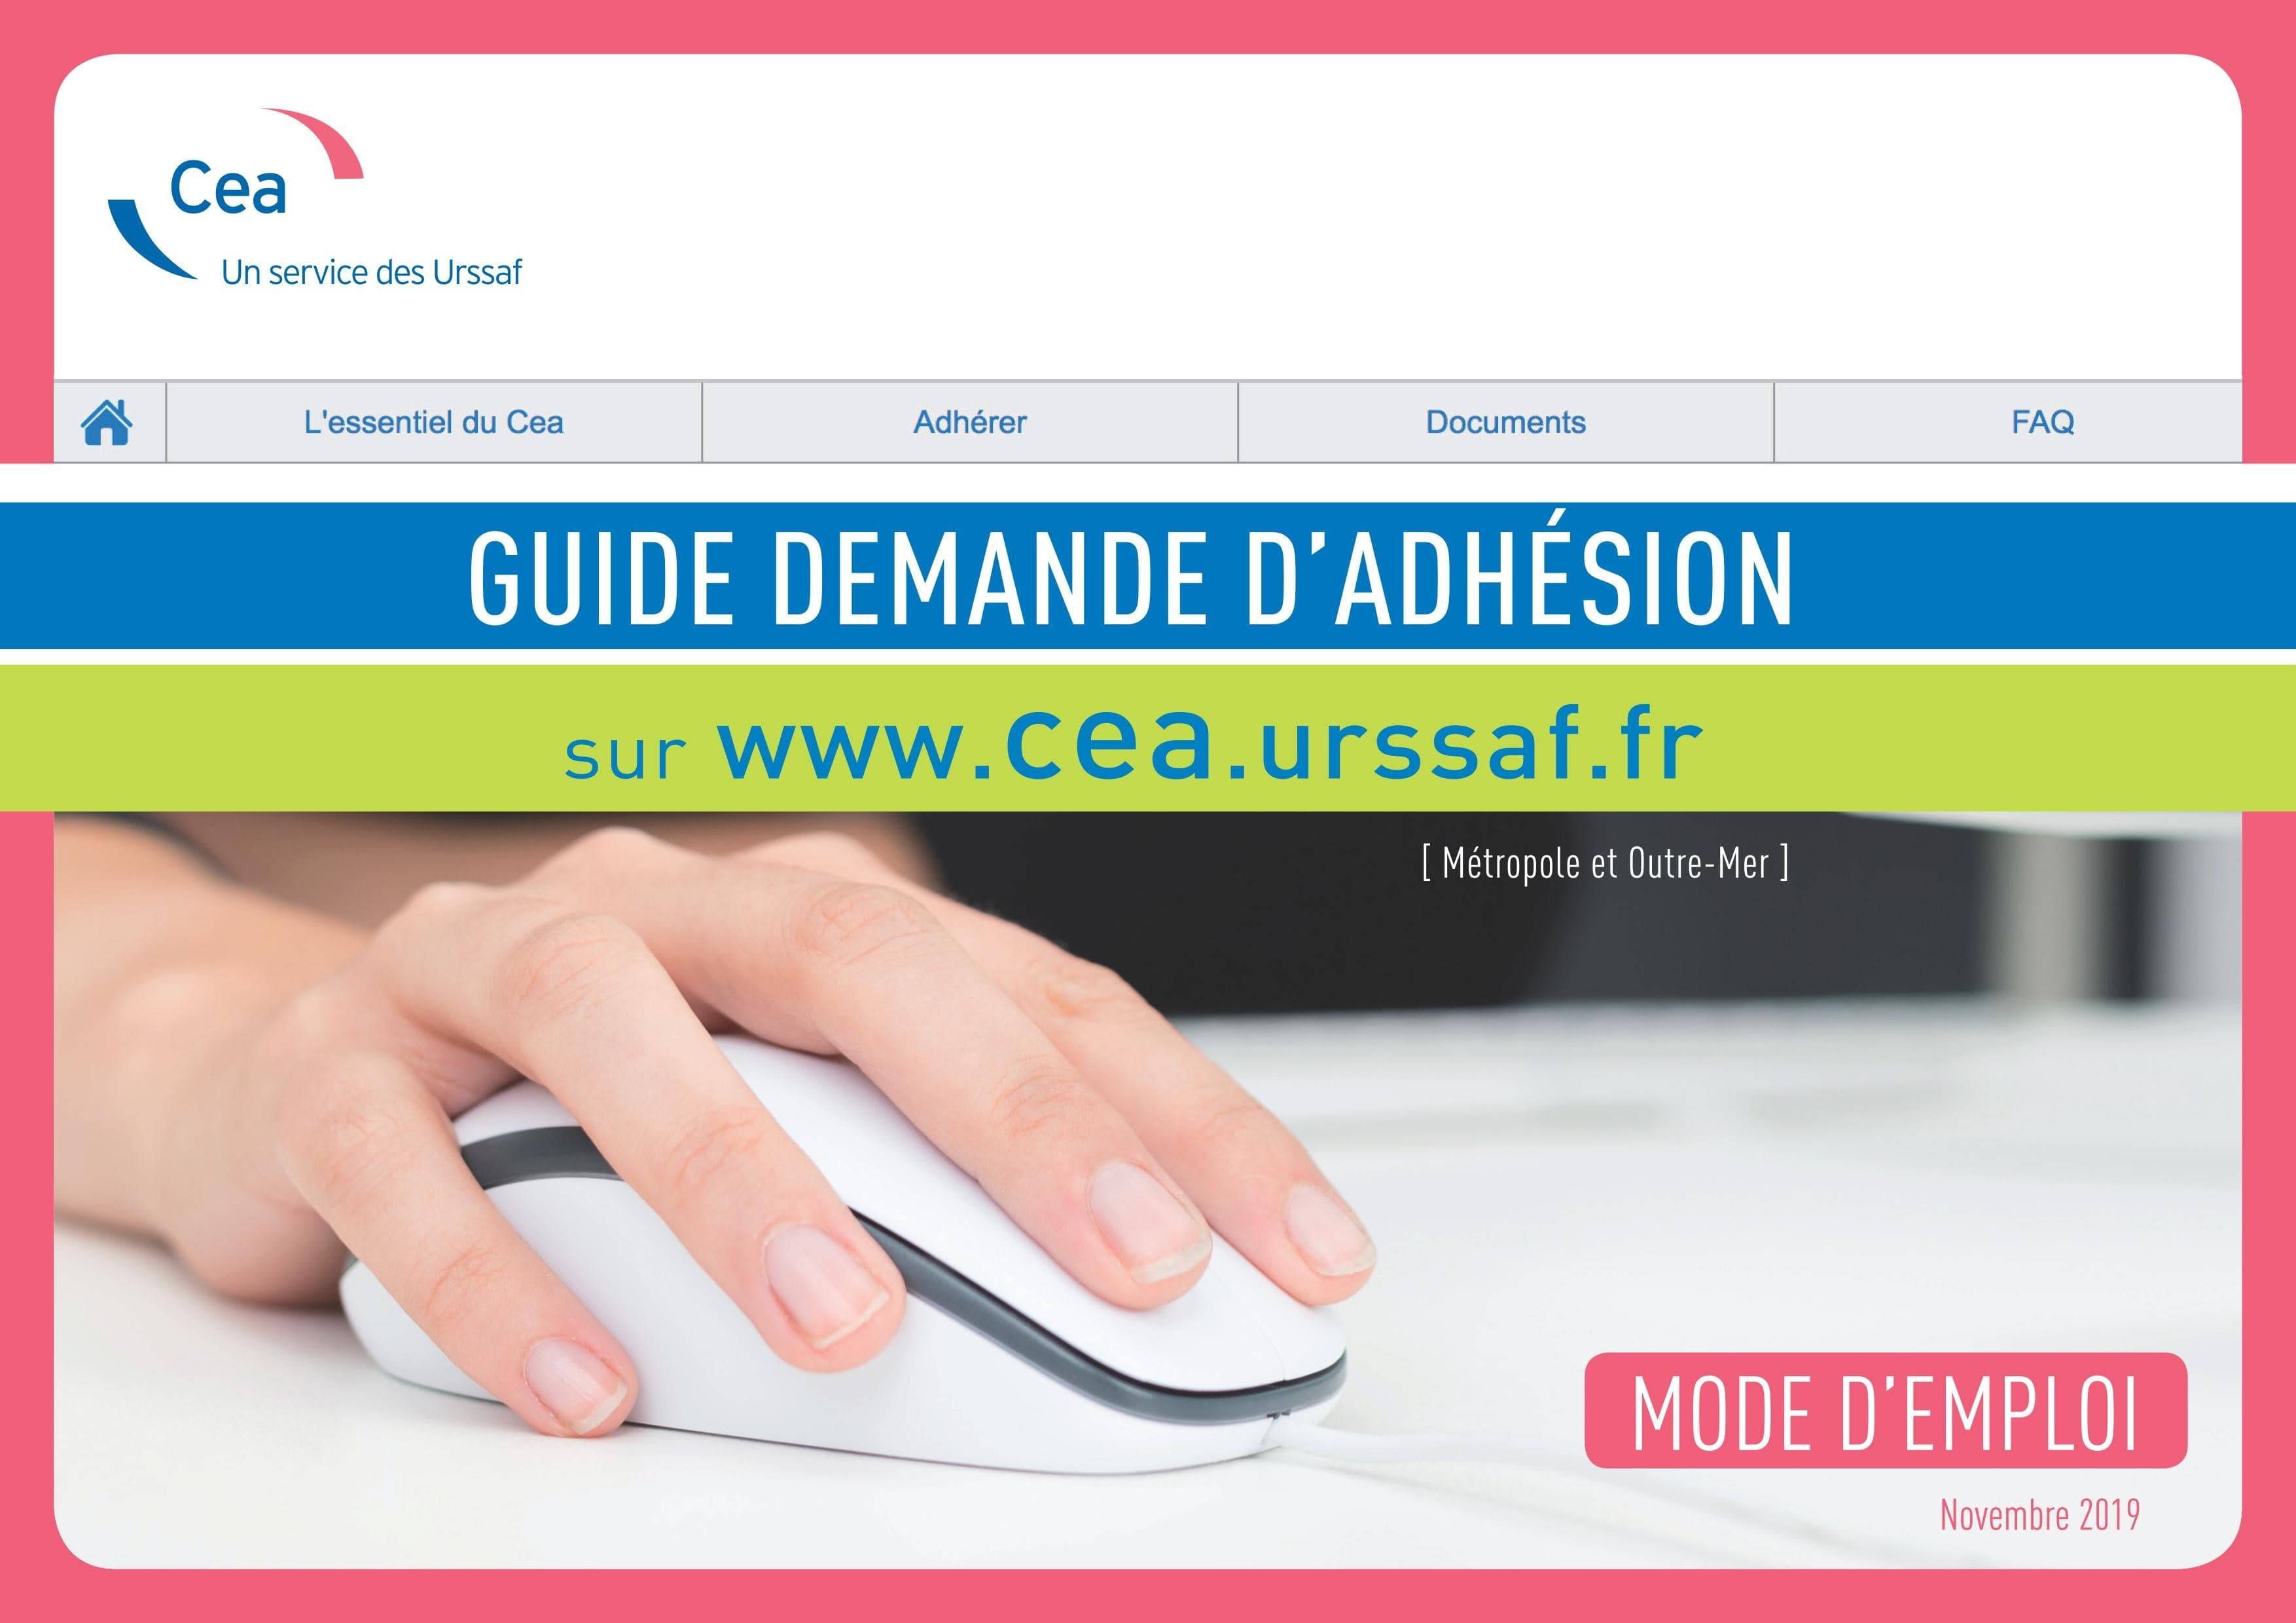 Cea
Un service des Urssaf
L'essentiel du Cea
Adhérer
Documents
FAQ
GUIDE DEMANDE D'ADHÉSION
sur www.cea.urssaf.fr
[ Métropole et Outre-Mer ]
MODE D'EMPLOI
Novembre 2019